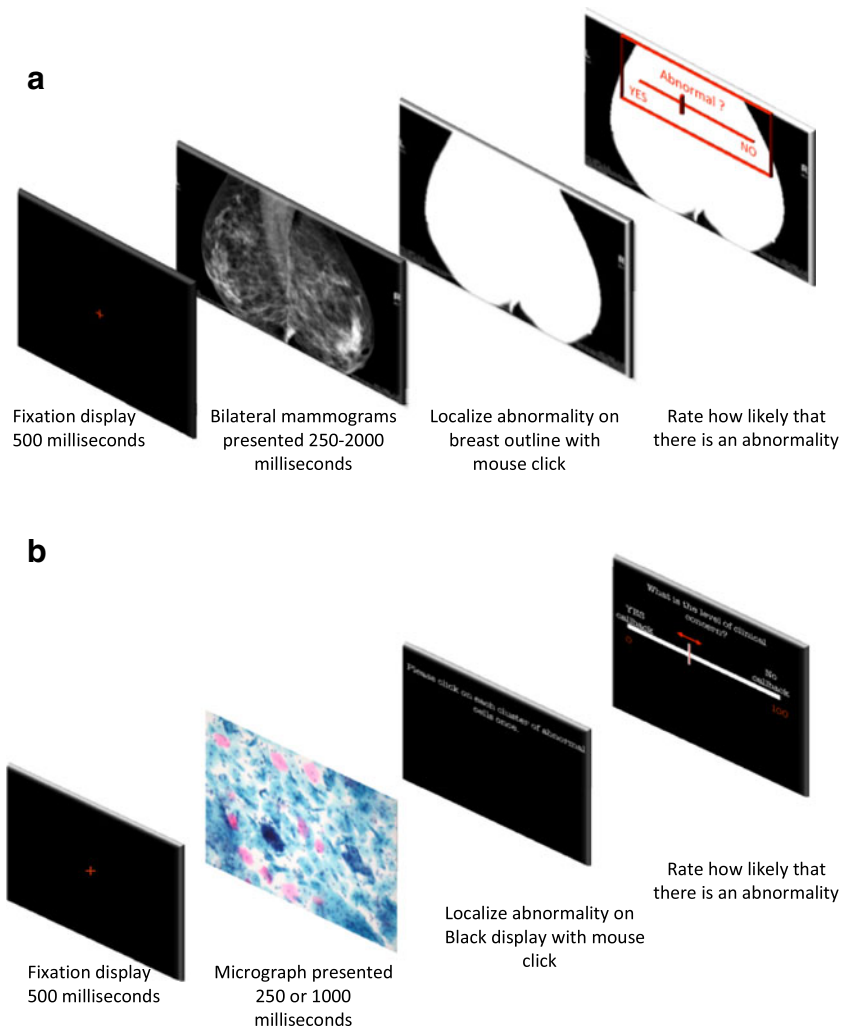 a
Abnormal ?
YES
NO
R
R
R
Fixation display
500 milliseconds
Bilateral mammograms
presented 250-2000
milliseconds
Localize abnormality on
breast outline with
mouse click
Rate how likely that
there is an abnormality
b
What is the level of clinical
concern?
YES
callback
No
callback
0
100
Please click on each cluster of abnormal
cells once.
Fixation display
500 milliseconds
Micrograph presented
250 or 1000
milliseconds
Localize abnormality on
Black display with mouse
click
Rate how likely that
there is an abnormality